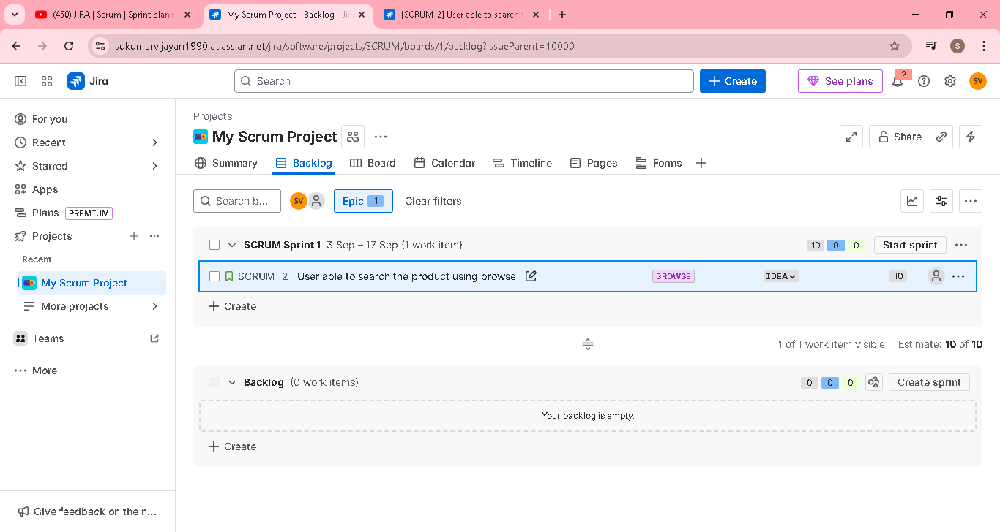 (450) JIRA | Scrum | Sprint plann
My Scrum Project - Backlog - Ji
[SCRUM-2] User able to search t
sukumarvijayan1990.atlassian.net/jira/software/projects/SCRUM/boards/1/backlog?issueParent=10000
S
Jira
Search
Create
See plans
2
SV
For you
Recent
Starred
Apps
Plans PREMIUM
Projects
Recent
My Scrum Project
More projects
Teams
More
Give feedback on the n...
Projects
My Scrum Project
Share
Summary Backlog Board Calendar Timeline Pages Forms
Search b... SV Epic 1 Clear filters
SCRUM Sprint 1 3 Sep – 17 Sep (1 work item) 10 0 0 Start sprint
SCRUM-2 User able to search the product using browse BROWSE IDEA 10
Create
1 of 1 work item visible Estimate: 10 of 10
Backlog (0 work items) 0 0 0 Create sprint
Your backlog is empty.
Create